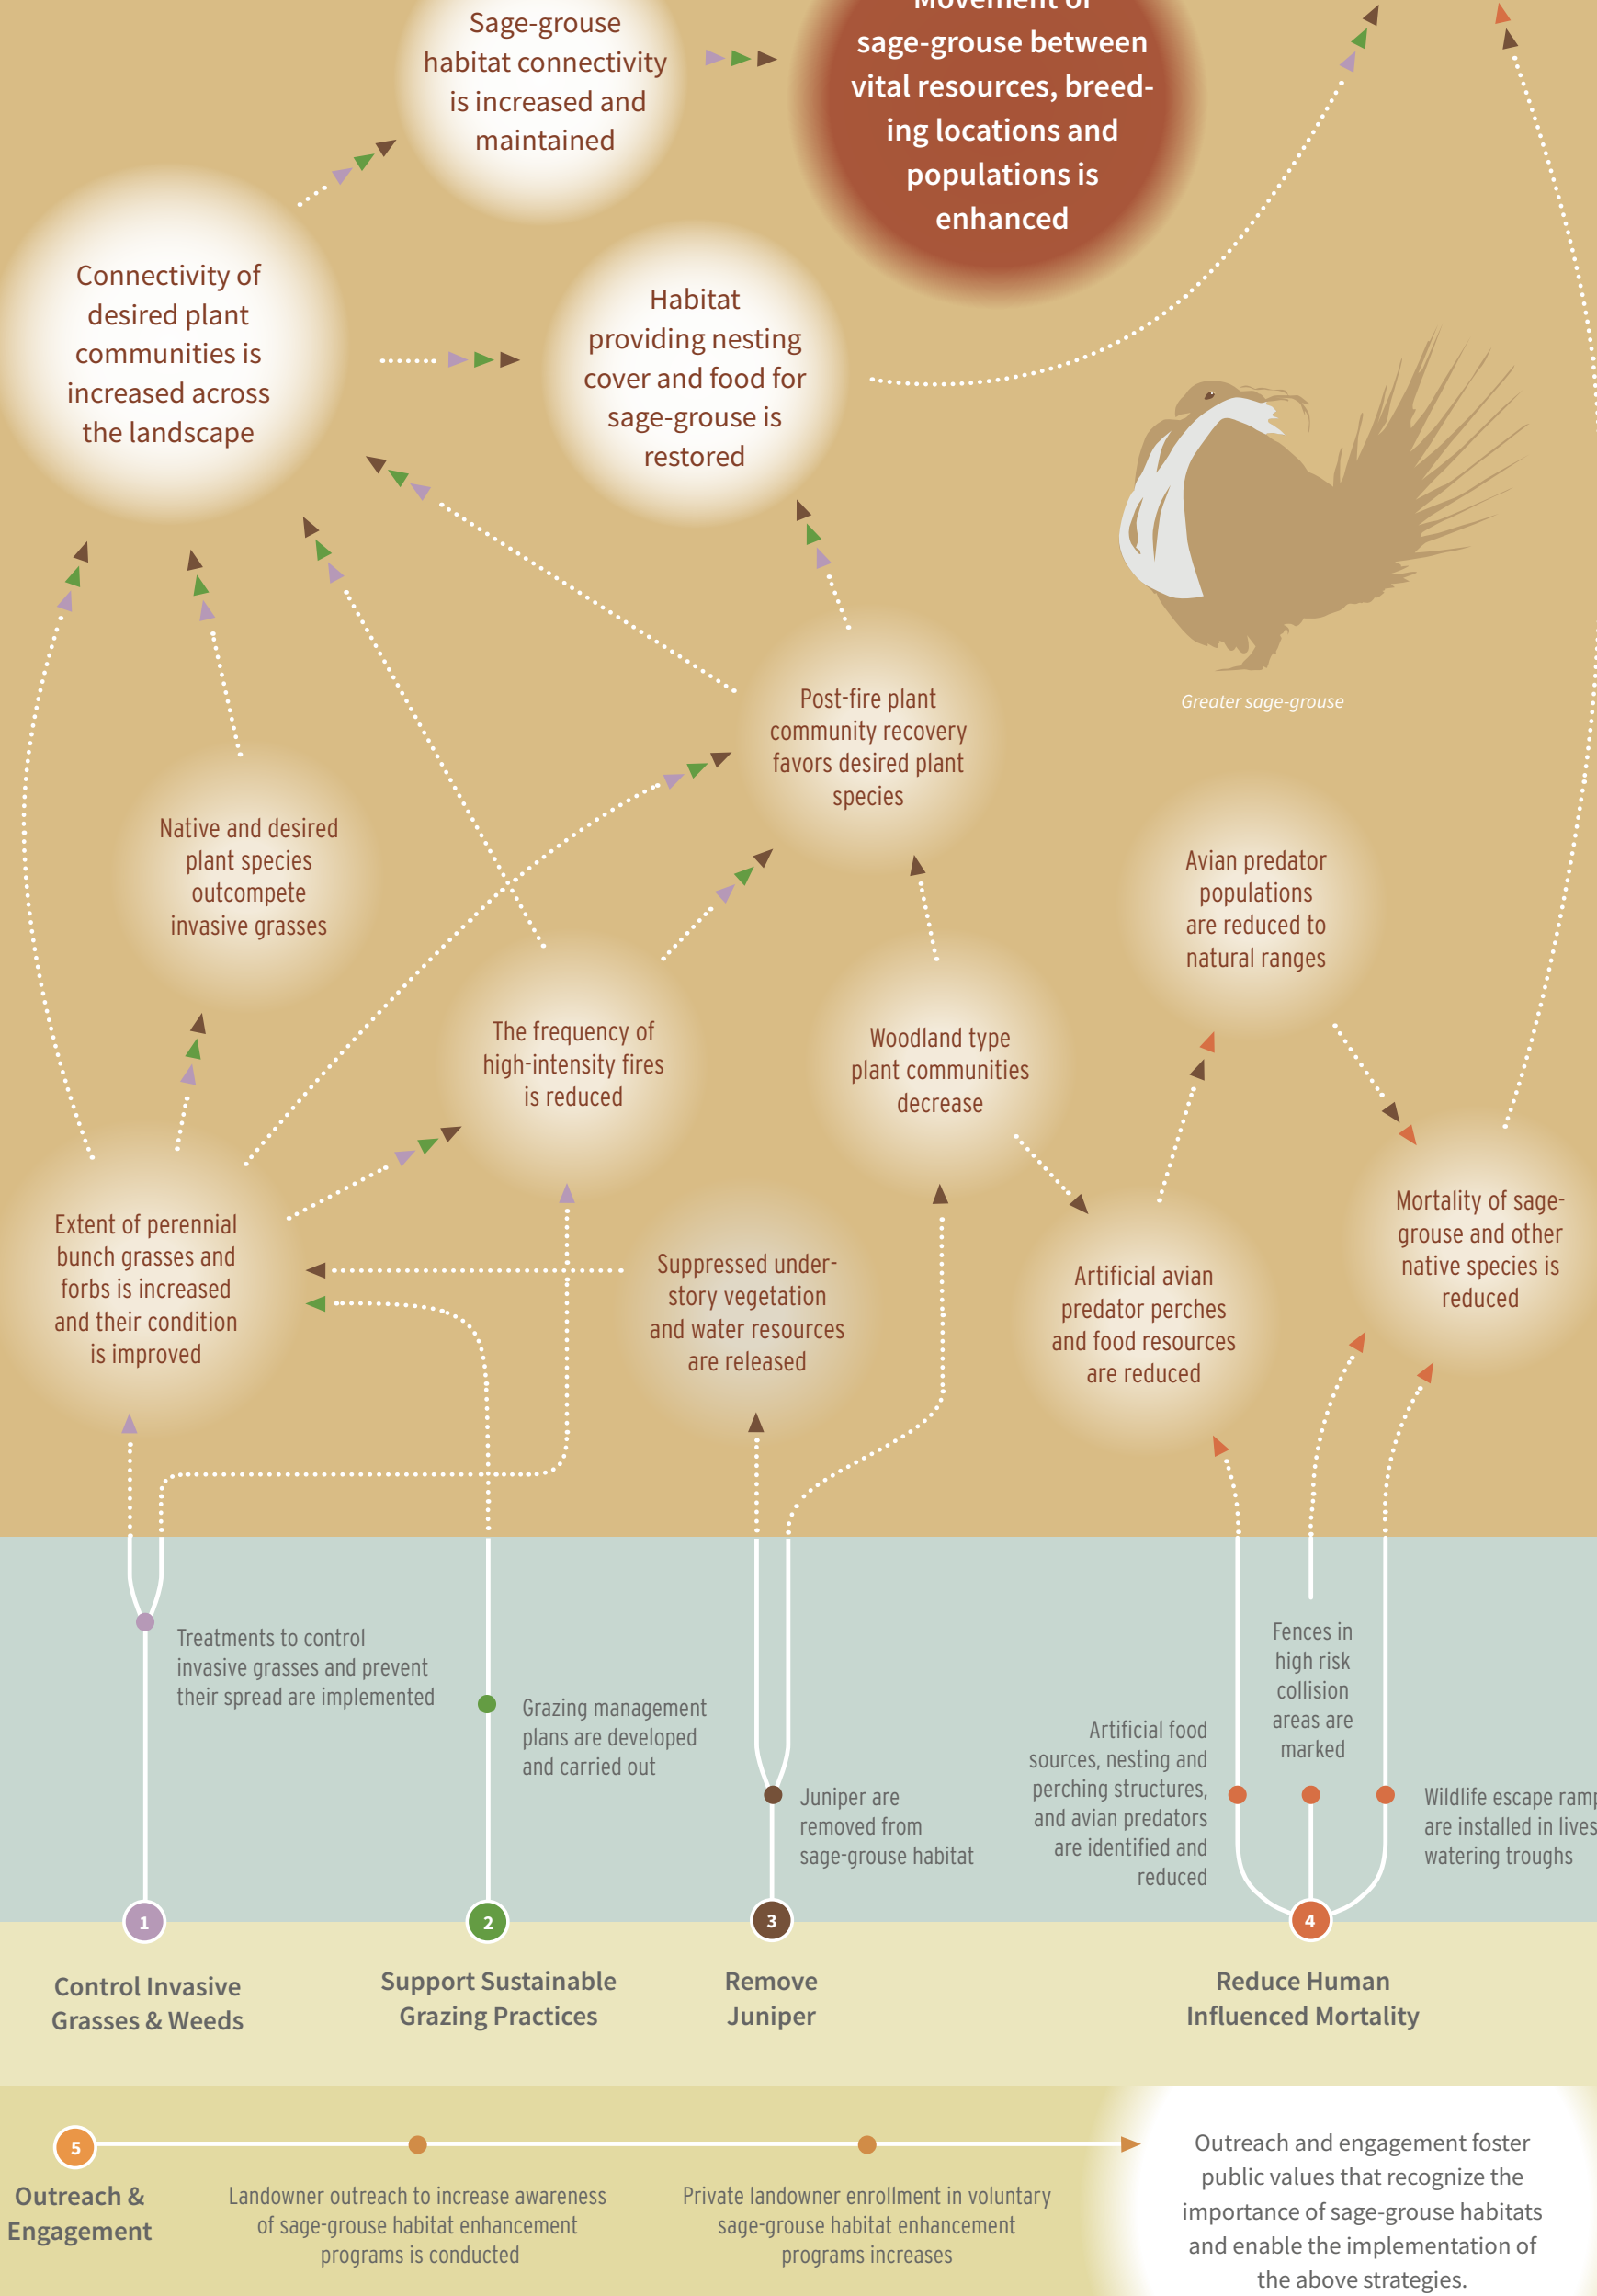 Sage-grouse
habitat connectivity
is increased and
maintained
Movement of
sage-grouse between
vital resources, breed-
ing locations and
populations is
enhanced
Connectivity of
desired plant
communities is
increased across
the landscape
Habitat
providing nesting
cover and food for
sage-grouse is
restored
Greater sage-grouse
Post-fire plant
community recovery
favors desired plant
species
Native and desired
plant species
outcompete
invasive grasses
Avian predator
populations
are reduced to
natural ranges
The frequency of
high-intensity fires
is reduced
Woodland type
plant communities
decrease
Extent of perennial
bunch grasses and
forbs is increased
and their condition
is improved
Suppressed under-
story vegetation
and water resources
are released
Artificial avian
predator perches
and food resources
are reduced
Mortality of sage-
grouse and other
native species is
reduced
Treatments to control
invasive grasses and prevent
their spread are implemented
Grazing management
plans are developed
and carried out
Juniper are
removed from
sage-grouse habitat
Artificial food
sources, nesting and
perching structures,
and avian predators
are identified and
reduced
Fences in
high risk
collision
areas are
marked
Wildlife escape ramp
are installed in lives
watering troughs
1
Control Invasive
Grasses & Weeds
2
Support Sustainable
Grazing Practices
3
Remove
Juniper
4
Reduce Human
Influenced Mortality
5
Outreach &
Engagement
Landowner outreach to increase awareness
of sage-grouse habitat enhancement
programs is conducted
Private landowner enrollment in voluntary
sage-grouse habitat enhancement
programs increases
Outreach and engagement foster
public values that recognize the
importance of sage-grouse habitats
and enable the implementation of
the above strategies.